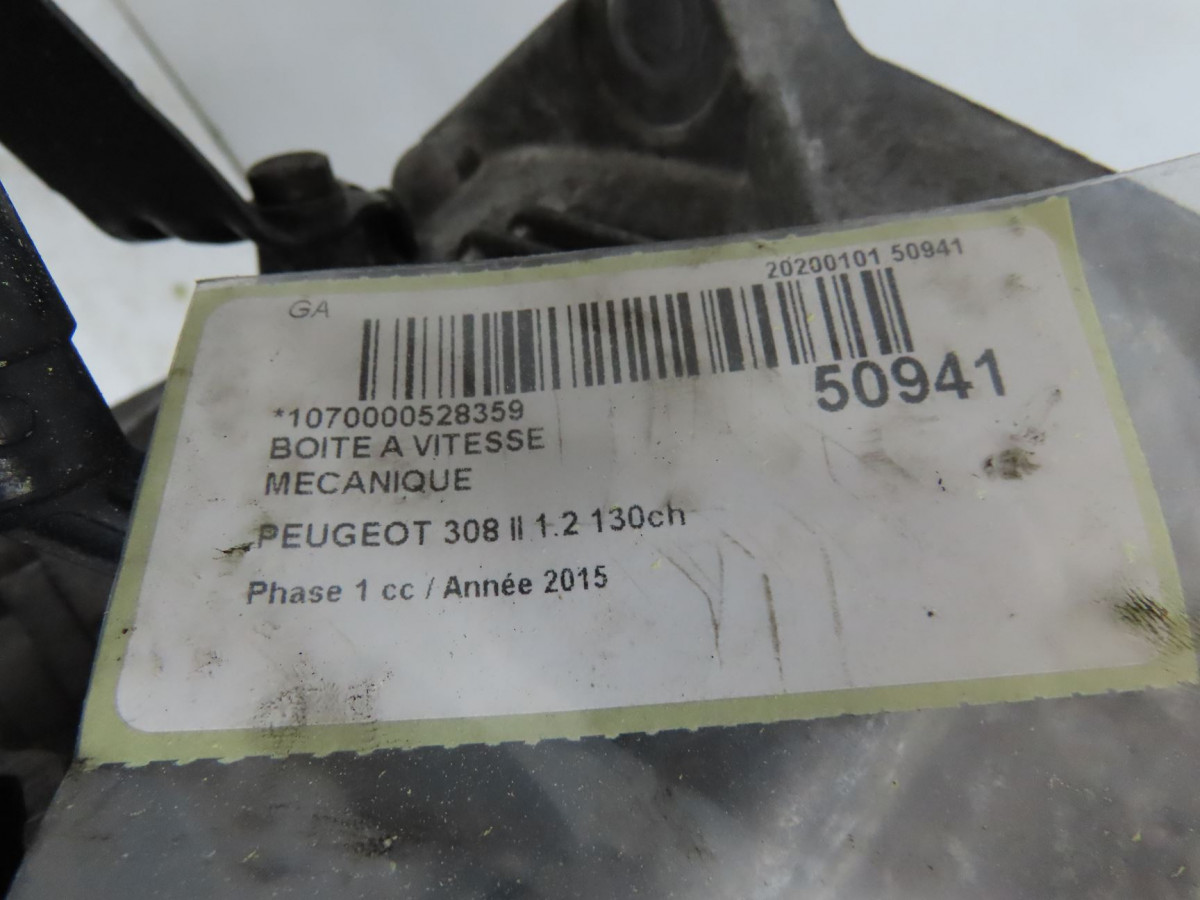 20200101 50941
GA
50941
*1070000528359
BOITE A VITESSE
MECANIQUE
PEUGEOT 308 II 1.2 130ch
Phase 1 cc / Année 2015